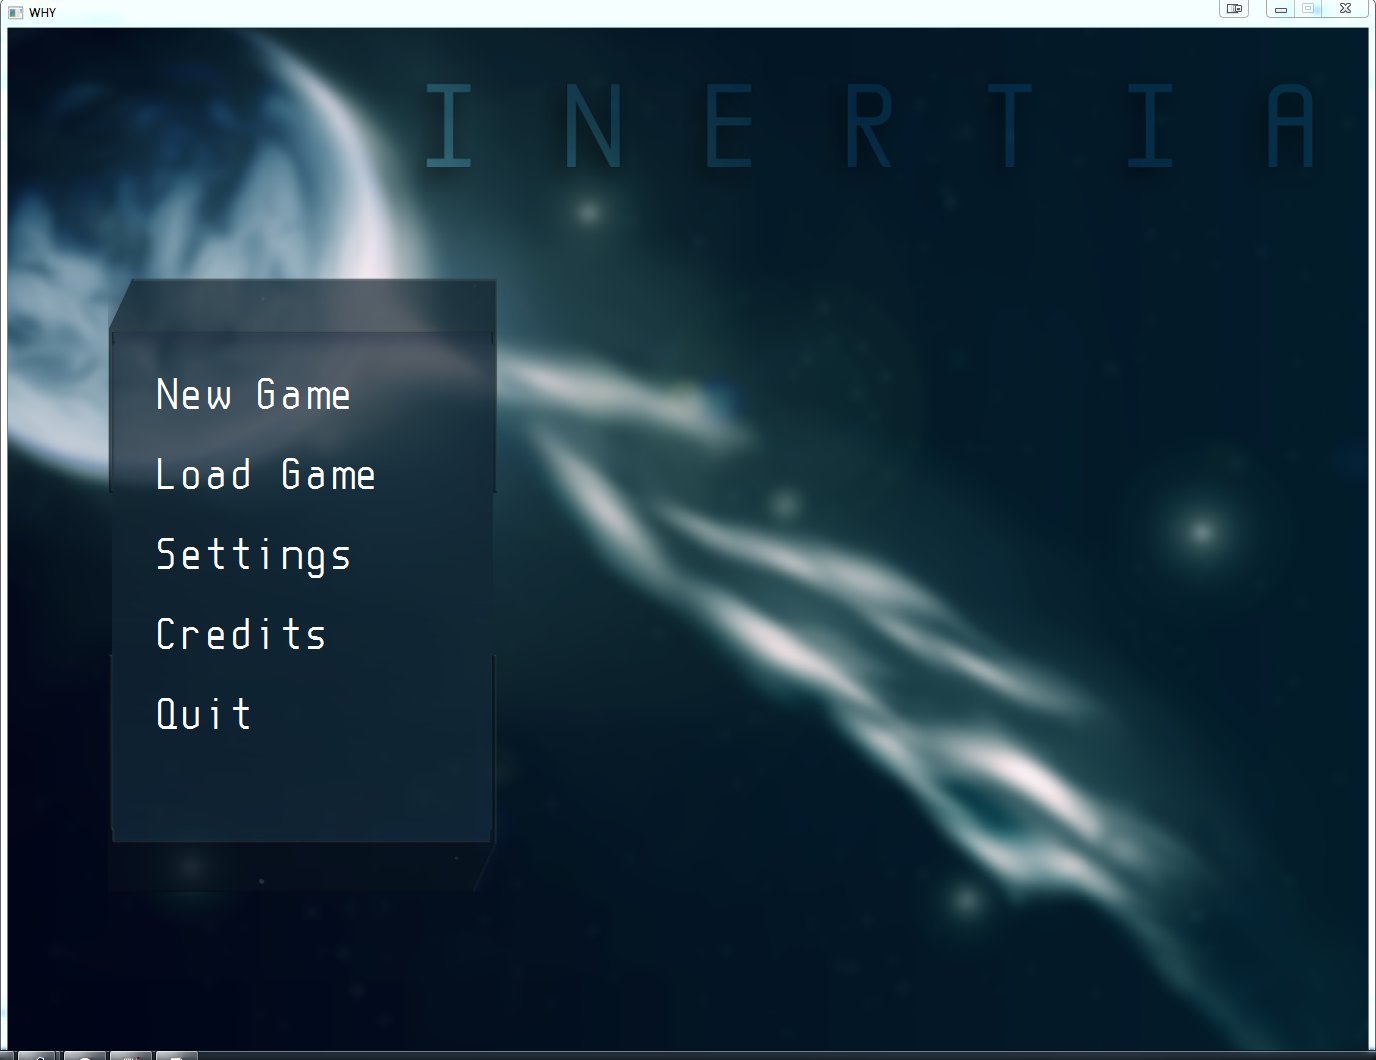 WHY
I N E R T I A
New Game
Load Game
Settings
Credits
Quit